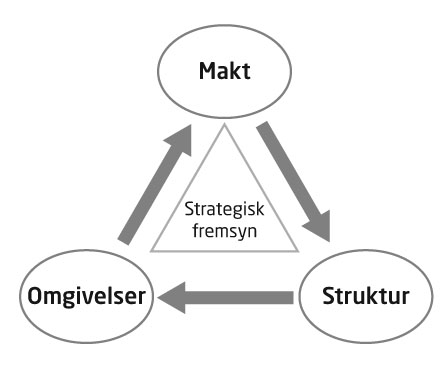 Makt
Strategisk
fremsyn
Omgivelser
Struktur